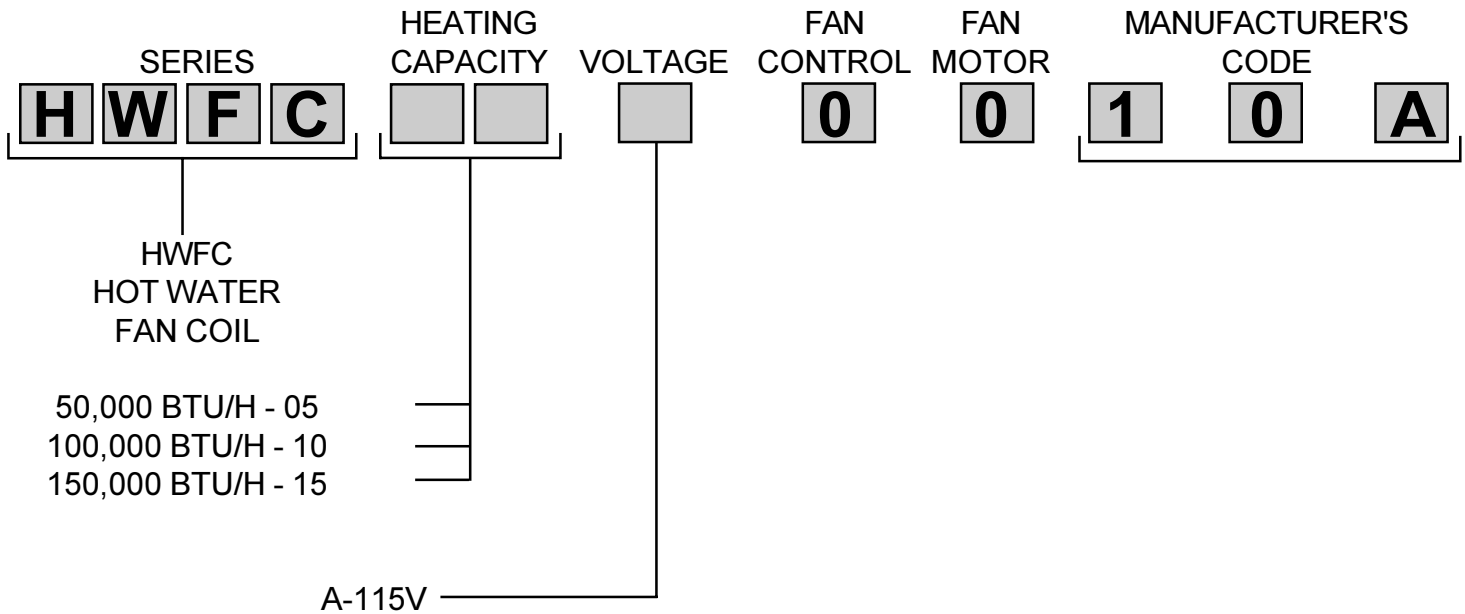 HEATING
CAPACITY
FAN
CONTROL
FAN
MOTOR
MANUFACTURER'S
CODE
SERIES
VOLTAGE
H W F C 0 0 1 0 A
HWFC
HOT WATER
FAN COIL
50,000 BTU/H - 05
100,000 BTU/H - 10
150,000 BTU/H - 15
A-115V